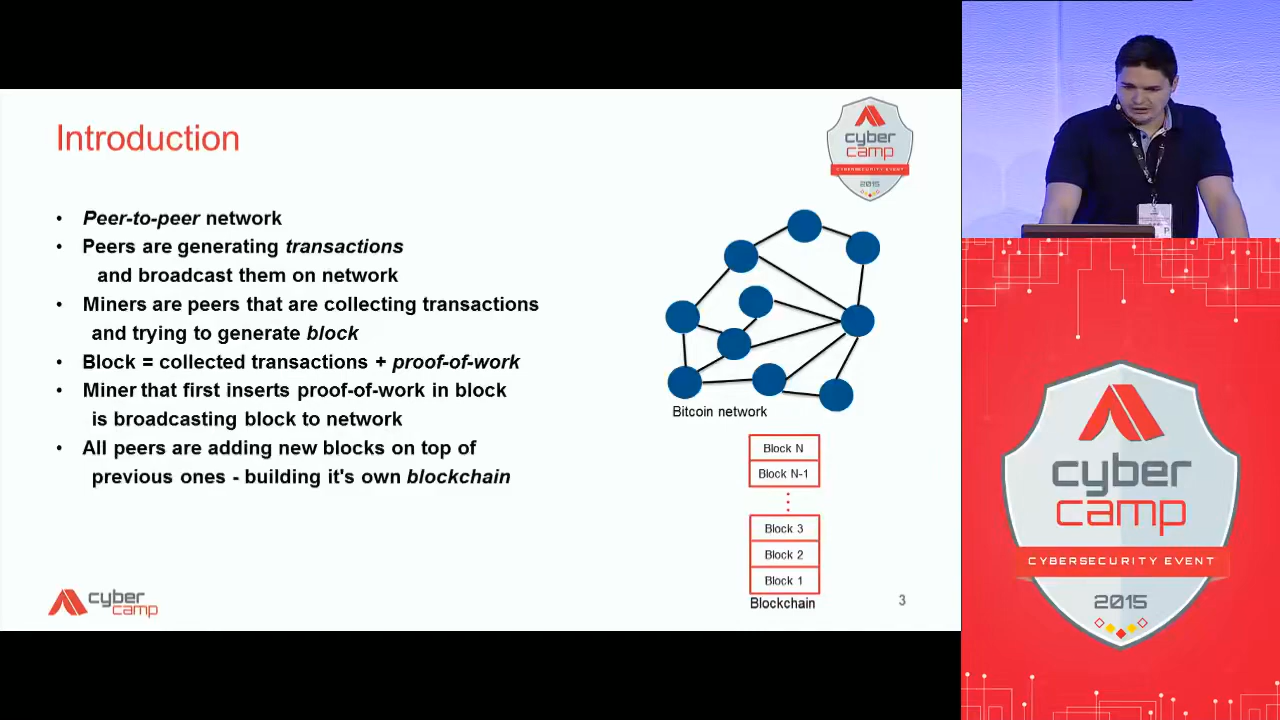 Introduction
cyber
camp
CYBERSECURITY EVENT
2015
• Peer-to-peer network
• Peers are generating transactions
and broadcast them on network
• Miners are peers that are collecting transactions
and trying to generate block
• Block = collected transactions + proof-of-work
• Miner that first inserts proof-of-work in block
is broadcasting block to network
• All peers are adding new blocks on top of
previous ones - building it's own blockchain
Bitcoin network
Block N
Block N-1
Block 3
Block 2
Block 1
Blockchain
cyber
camp
3
P
cyber
camp
CYBERSECURITY EVENT
2015